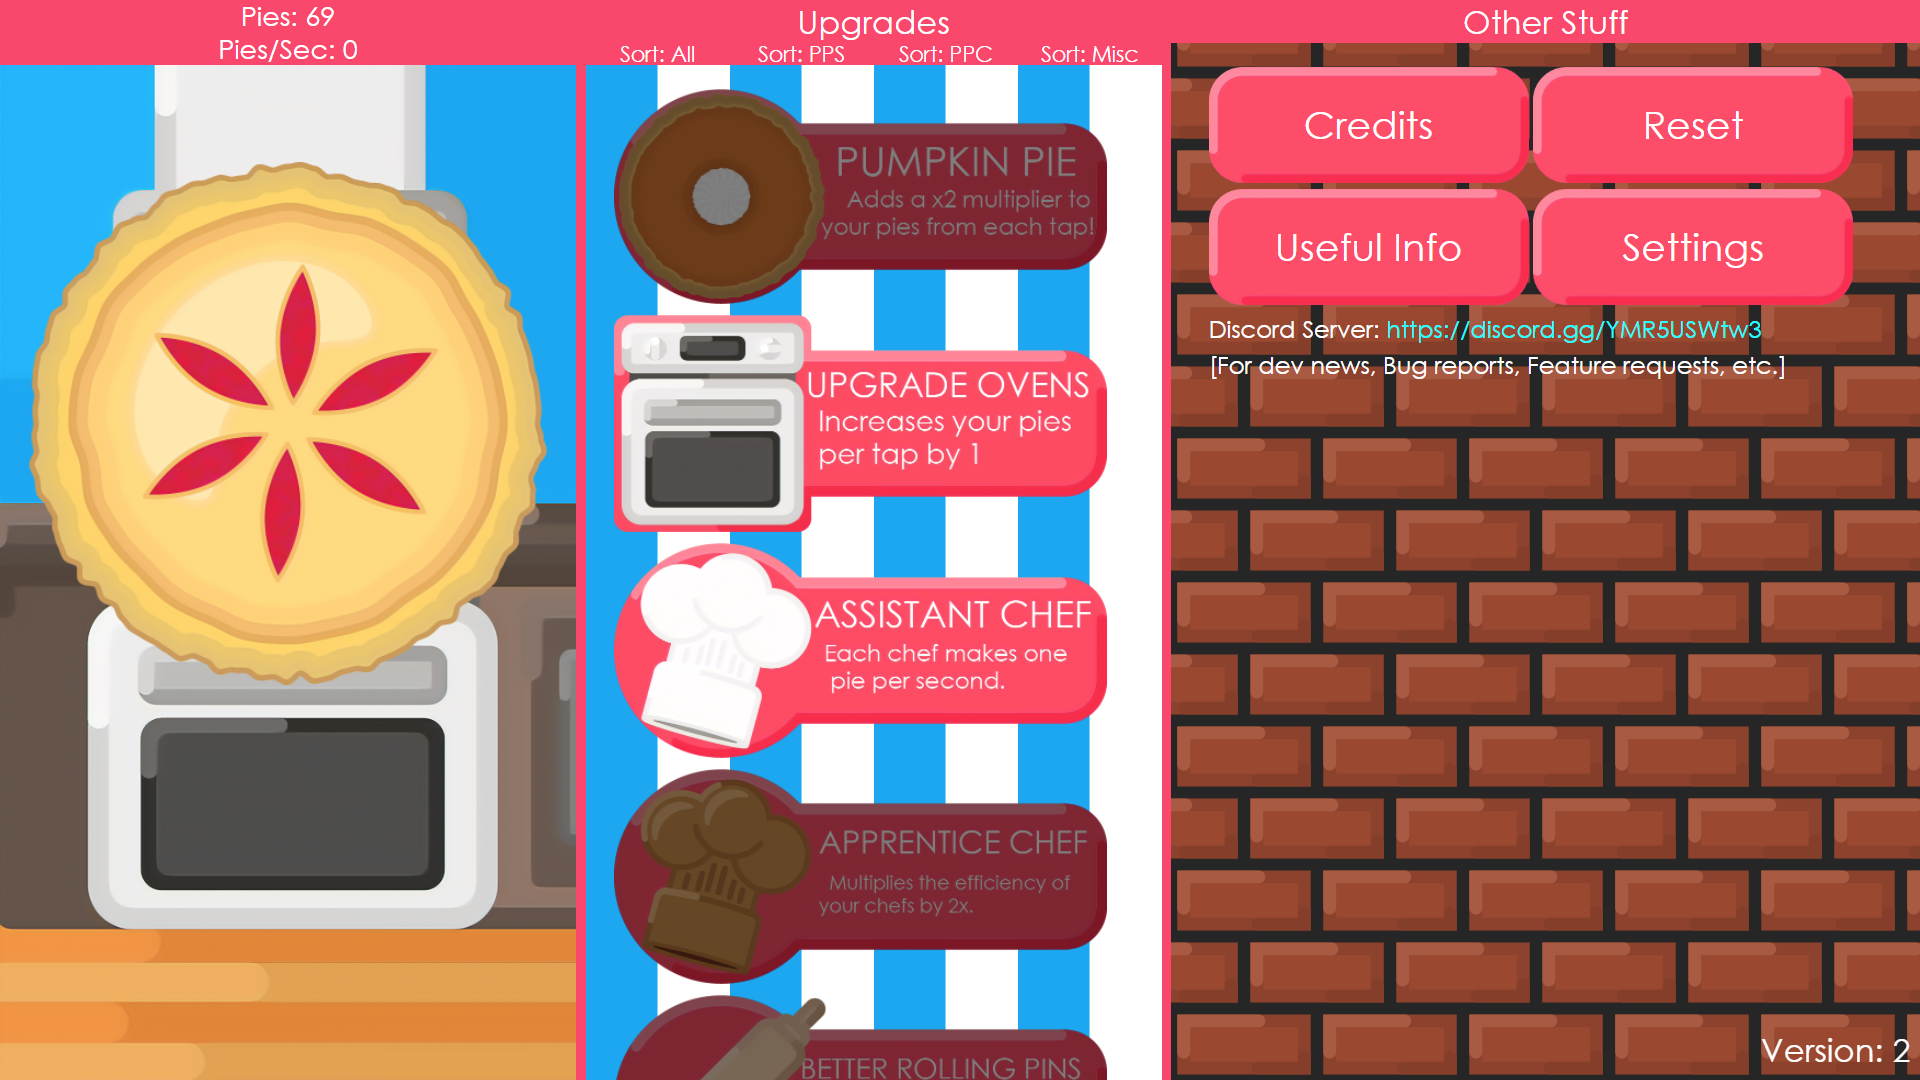 Pies: 69
Pies/Sec: 0
Upgrades
Sort: All
Sort: PPS
Sort: PPC
Sort: Misc
PUMPKIN PIE
Adds a x2 multiplier to
your pies from each tap!
UPGRADE OVENS
Increases your pies
per tap by 1
ASSISTANT CHEF
Each chef makes one
pie per second.
APPRENTICE CHEF
Multiplies the efficiency of
your chefs by 2x.
BETTER ROLLING PINS
Other Stuff
Credits
Reset
Useful Info
Settings
Discord Server: https://discord.gg/YMR5USWtw3
[For dev news, Bug reports, Feature requests, etc.]
Version: 2